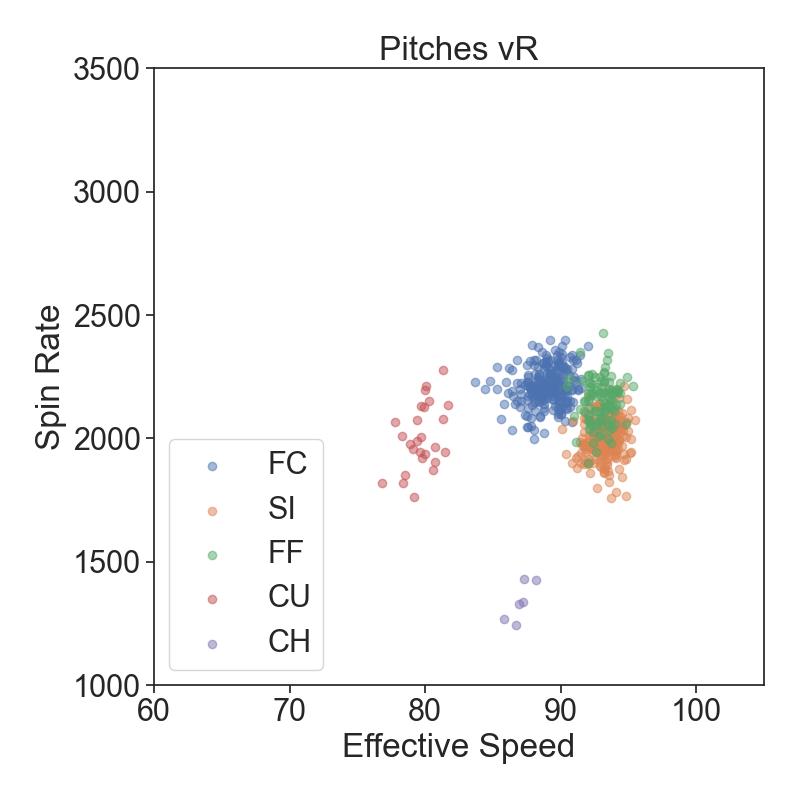 Pitches vR
3500
3000
2500
2000
1500
1000
Spin Rate
FC
SI
FF
CU
CH
60 70 80 90 100
Effective Speed